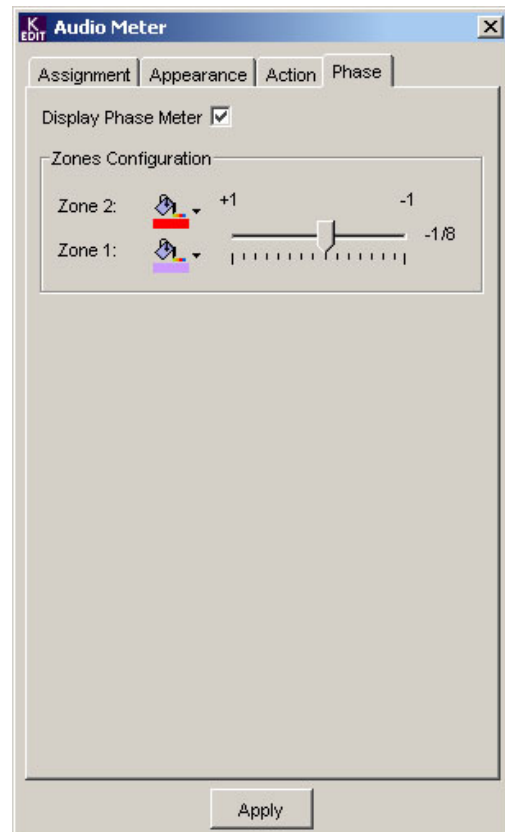 K EDIT Audio Meter
Assignment Appearance Action Phase
Display Phase Meter
Zones Configuration
Zone 2: +1 -1
Zone 1: -1/8
Apply